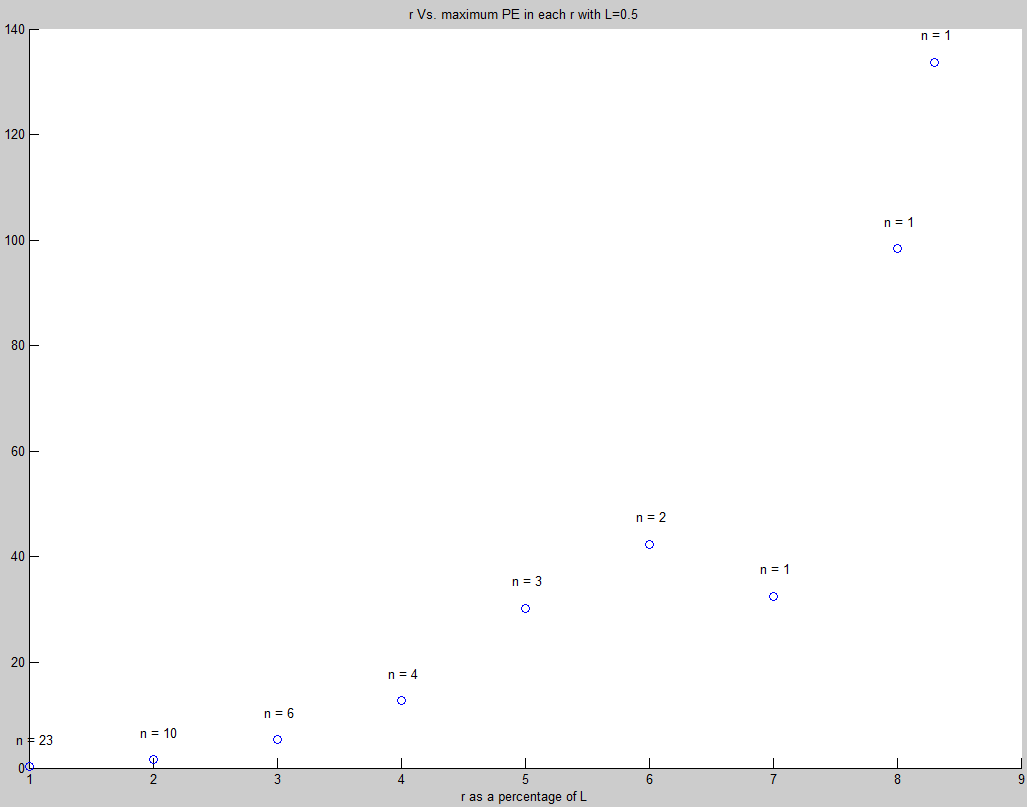 r Vs. maximum PE in each r with L=0.5
140
n = 1
120
n = 1
100
80
60
n = 2
40
n = 1
n = 3
20
n = 4
n = 6
n = 10
n = 23
0
1 2 3 4 5 6 7 8 9
r as a percentage of L